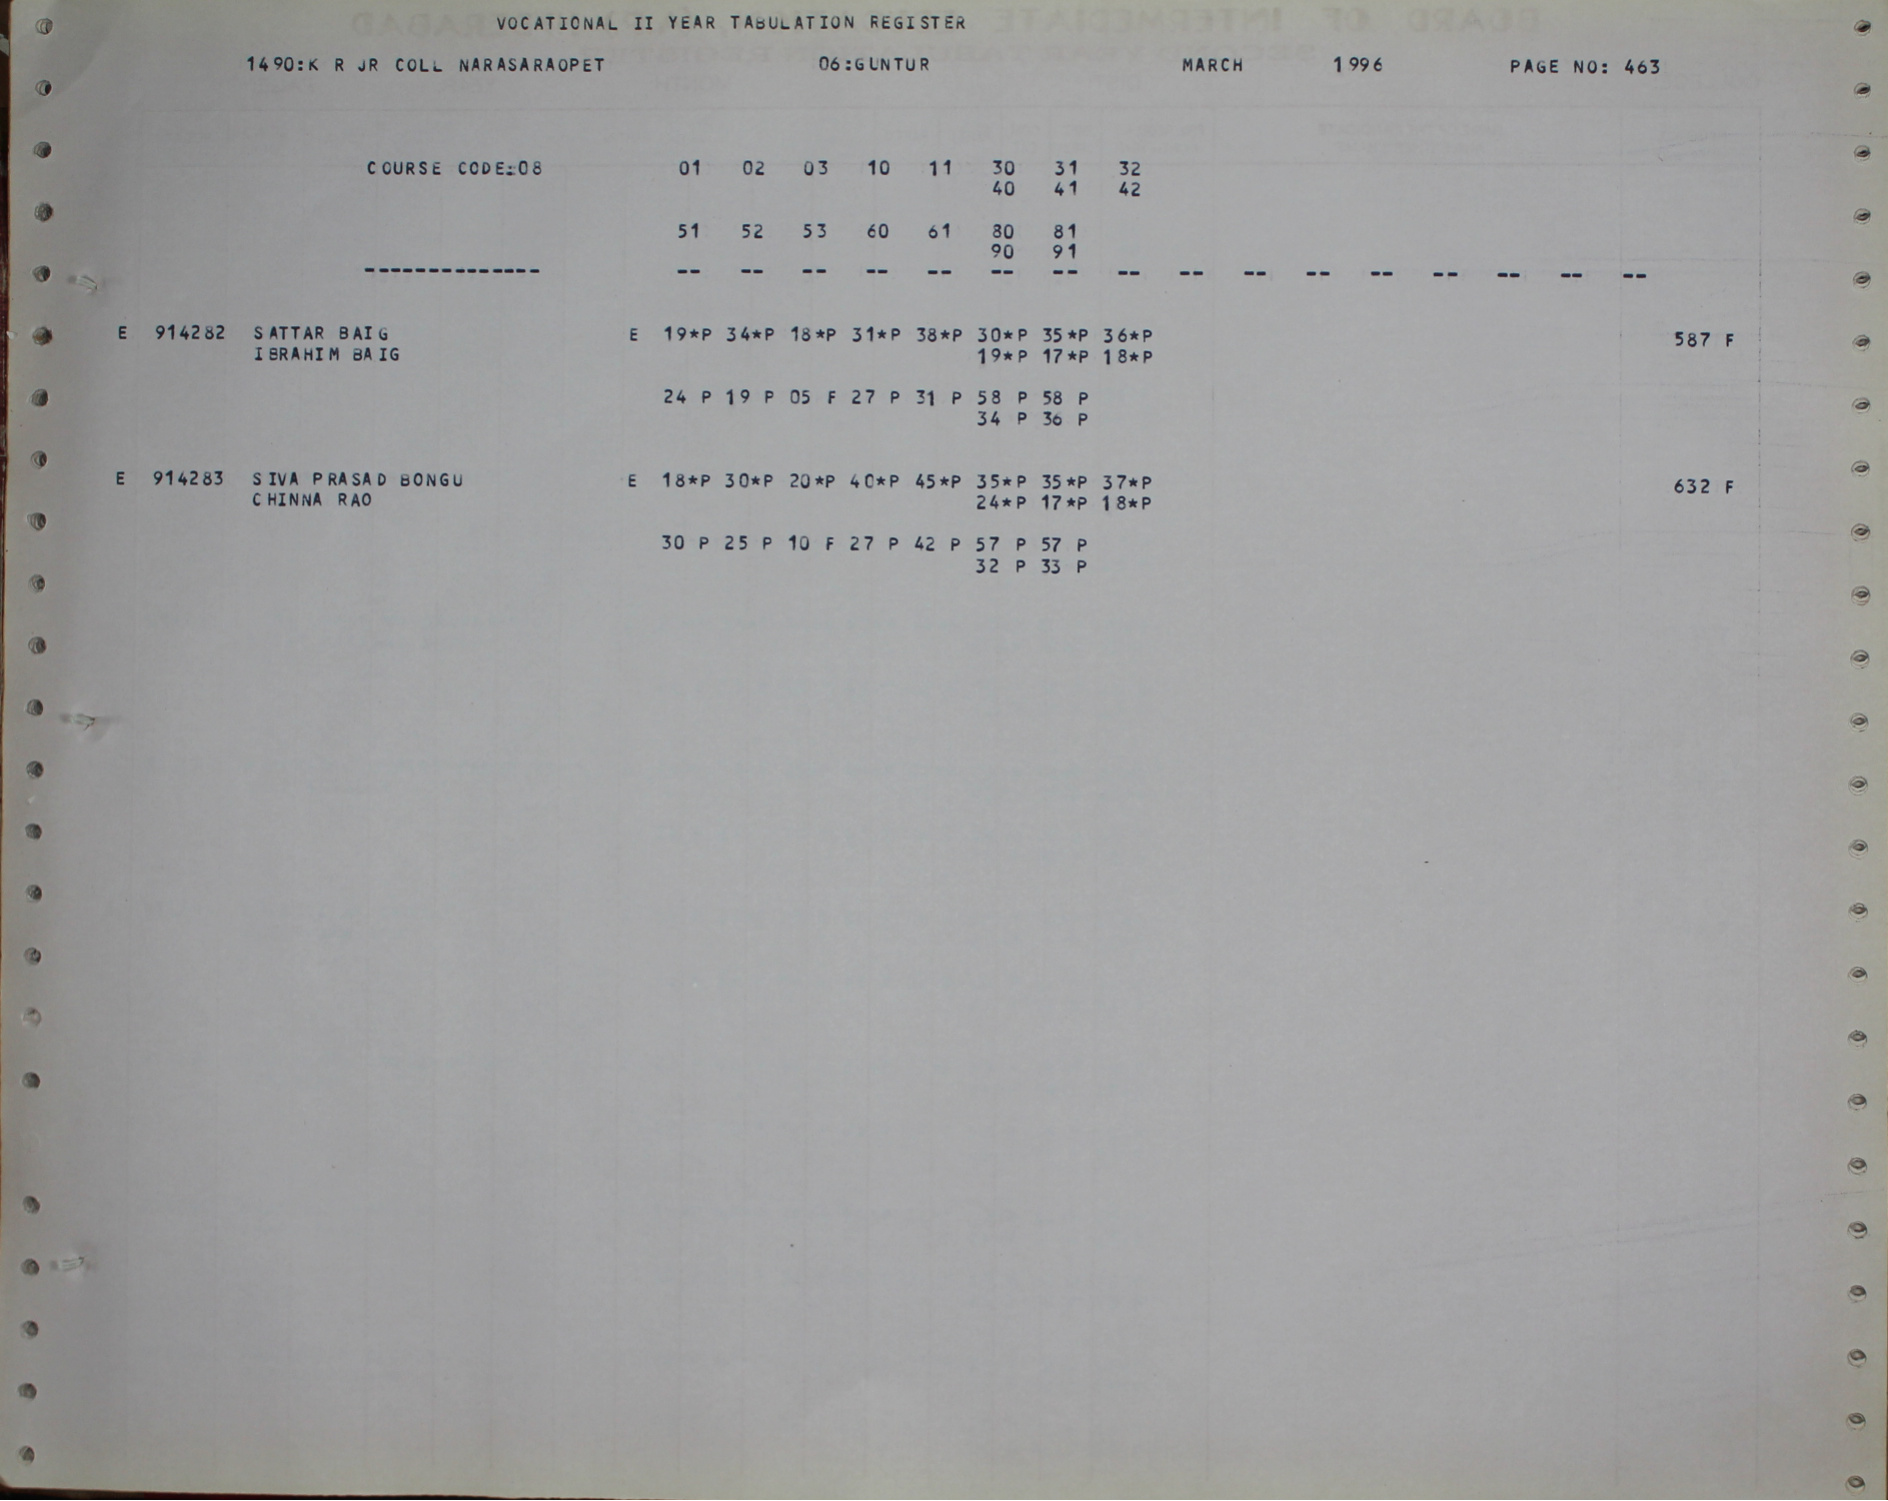 VOCATIONAL II YEAR TABULATION REGISTER
1490:K R JR COLL NARASARAOPET 06:GUNTUR MARCH 1996 PAGE NO: 463
COURSE CODE:08 01 02 03 10 11 30 31 32
40 41 42
51 52 53 60 61 80 81
90 91
-------------- -- -- -- -- -- -- -- -- -- -- -- -- -- -- -- --
E 914282 SATTAR BAIG E 19*P 34*P 18*P 31*P 38*P 30*P 35*P 36*P 587 F
IBRAHIM BAIG 19*P 17*P 18*P
24 P 19 P 05 F 27 P 31 P 58 P 58 P
34 P 36 P
E 914283 SIVA PRASAD BONGU E 18*P 30*P 20*P 40*P 45*P 35*P 35*P 37*P 632 F
CHINNA RAO 24*P 17*P 18*P
30 P 25 P 10 F 27 P 42 P 57 P 57 P
32 P 33 P